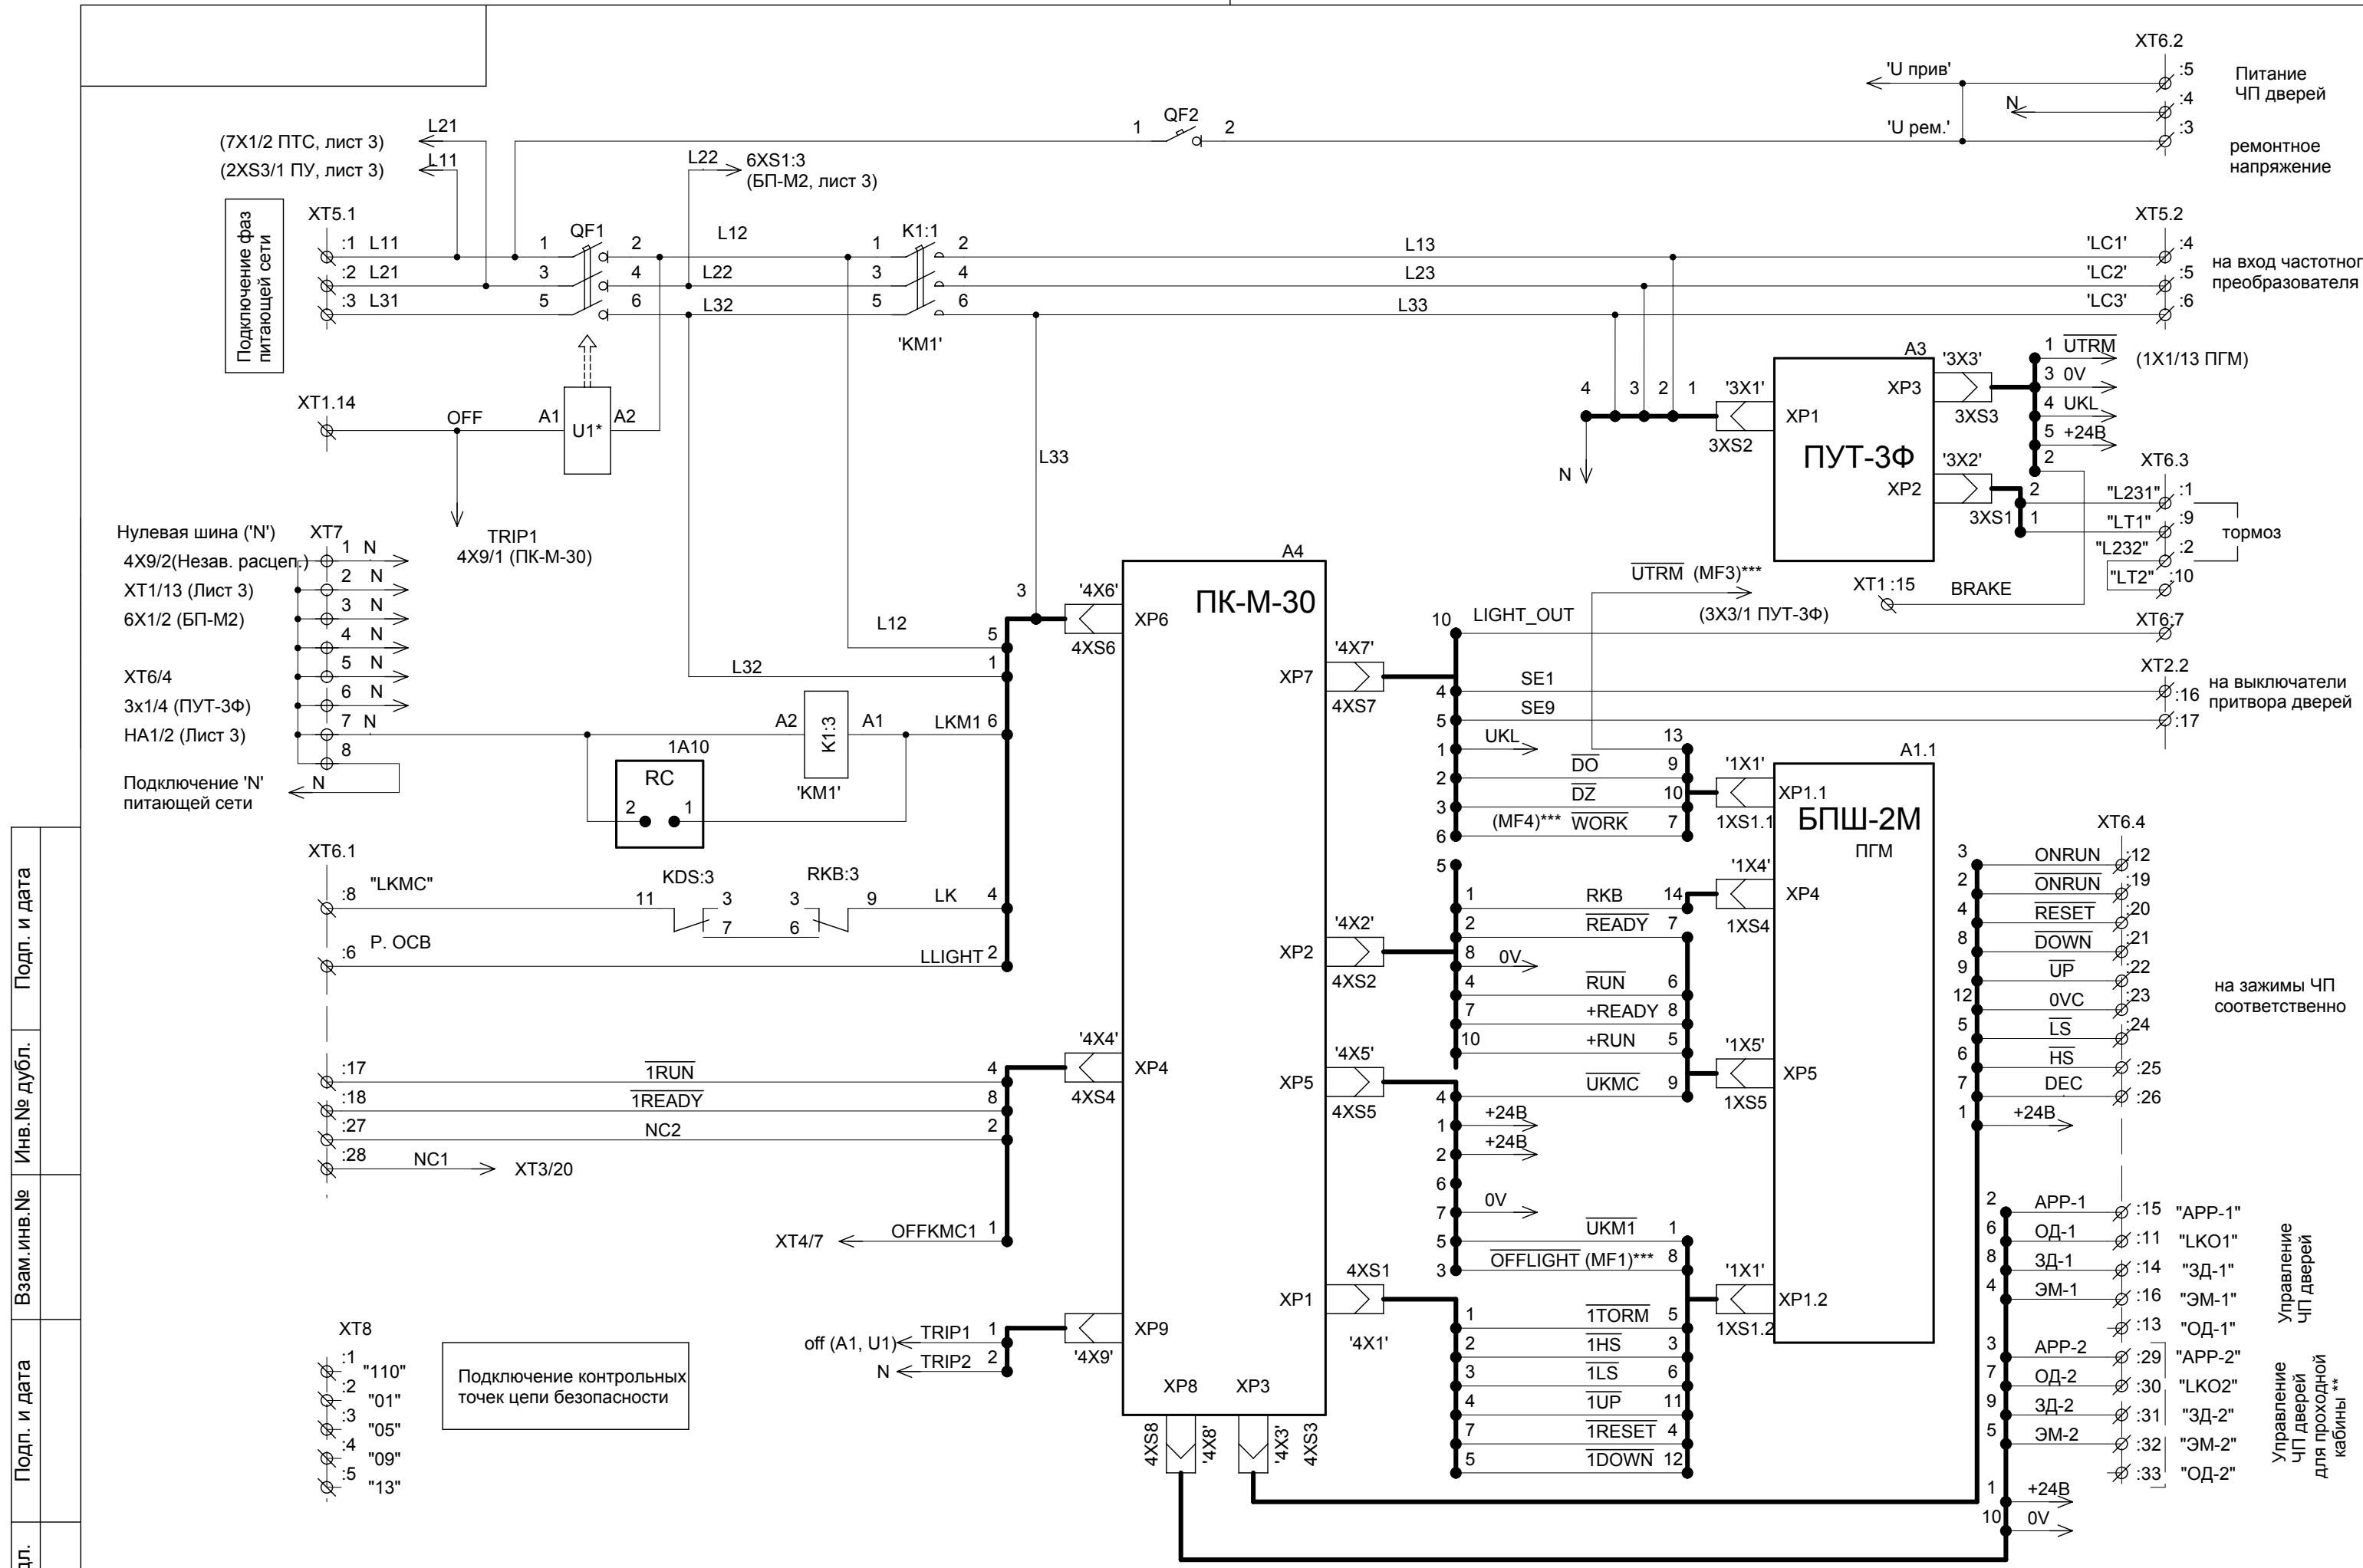 XT6.2
'U прив'
:5
Питание
ЧП дверей
N
:4
QF2
1
2
'U рем.'
:3
ремонтное
напряжение
(7X1/2 ПТС, лист 3)
L21
(2XS3/1 ПУ, лист 3)
L11
L22
6XS1:3
(БП-М2, лист 3)
Подключение фаз
питающей сети
XT5.1
:1 L11
:2 L21
:3 L31
QF1
1
2
3
4
5
6
L12
L22
L32
K1:1
1
2
3
4
5
6
'KM1'
L13
L23
L33
XT5.2
'LC1'
:4
'LC2'
:5
'LC3'
:6
на вход частотног
преобразователя
XT1.14
OFF
A1
U1*
A2
TRIP1
4X9/1 (ПК-М-30)
L33
4
3
2
1
'3X1'
3XS2
N
A3
XP1
XP3
ПУТ-3Ф
XP2
'3X3'
3XS3
'3X2'
3XS1
1 UTRM
(1X1/13 ПГМ)
3 0V
4 UKL
5 +24В
2
2
1
XT6.3
"L231"
:1
"LT1"
:9
"L232"
:2
"LT2"
:10
тормоз
XT1 :15
BRAKE
Нулевая шина ('N')
XT7
4X9/2(Незав. расцеп.)
1 N
XT1/13 (Лист 3)
2 N
6X1/2 (БП-М2)
3 N
4 N
XT6/4
5 N
3х1/4 (ПУТ-3Ф)
6 N
HA1/2 (Лист 3)
7 N
8
Подключение 'N'
питающей сети
N
1A10
RC
2
1
A2
K1:3
A1
'KM1'
L12
L32
3
5
1
LKM1 6
'4X6'
4XS6
XT6.1
:8
"LKMC"
KDS:3
11
3
7
RKB:3
3
6
9
LK
4
:6
Р. ОСВ
LLIGHT 2
:17
1RUN
4
:18
1READY
8
:27
NC2
2
:28
NC1
XT3/20
'4X4'
4XS4
XT4/7
OFFKMC1 1
off (A1, U1)
TRIP1
1
N
TRIP2
2
'4X9'
XT8
:1
"110"
:2
"01"
:3
"05"
:4
"09"
:5
"13"
Подключение контрольных
точек цепи безопасности
A4
ПК-М-30
XP6
XP7
XP2
XP4
XP5
XP1
XP9
XP8
XP3
4XS8
'4X8'
'4X3'
4XS3
'4X7'
4XS7
'4X2'
4XS2
'4X5'
4XS5
4XS1
'4X1'
UTRM (MF3)***
(3X3/1 ПУТ-3Ф)
10
LIGHT_OUT
XT6:7
4
SE1
5
SE9
XT2.2
:16
:17
на выключатели
притвора дверей
1
UKL
13
2
DO
9
3
DZ
10
6
(MF4)*** WORK
7
5
1
RKB
14
2
READY
7
8
0V
4
RUN
6
7
+READY 8
10
+RUN
5
4
UKMC
9
1
+24В
2
+24В
6
7
0V
5
UKM1
1
3
OFFLIGHT (MF1)***
8
1
1TORM
5
2
1HS
3
3
1LS
6
4
1UP
11
7
1RESET
4
5
1DOWN
12
'1X1'
1XS1.1
'1X4'
1XS4
'1X5'
1XS5
'1X1'
1XS1.2
A1.1
XP1.1
БПШ-2М
ПГМ
XP4
XP5
XP1.2
XT6.4
3
ONRUN
:12
2
ONRUN
:19
4
RESET
:20
8
DOWN
:21
9
UP
:22
12
0VC
:23
5
LS
:24
6
HS
:25
7
DEC
:26
1
+24В
на зажимы ЧП
соответственно
2
APP-1
:15 "APP-1"
6
ОД-1
:11 "LKO1"
8
ЗД-1
:14 "ЗД-1"
4
ЭМ-1
:16 "ЭМ-1"
:13 "ОД-1"
Управление
ЧП дверей
3
APP-2
:29 "APP-2"
7
ОД-2
:30 "LKO2"
9
ЗД-2
:31 "ЗД-2"
5
ЭМ-2
:32 "ЭМ-2"
:33 "ОД-2"
Управление
ЧП дверей
для проходной
кабины **
1
+24В
10
0V
Подп. и дата
Инв.№ дубл.
Взам.инв.№
Подп. и дата